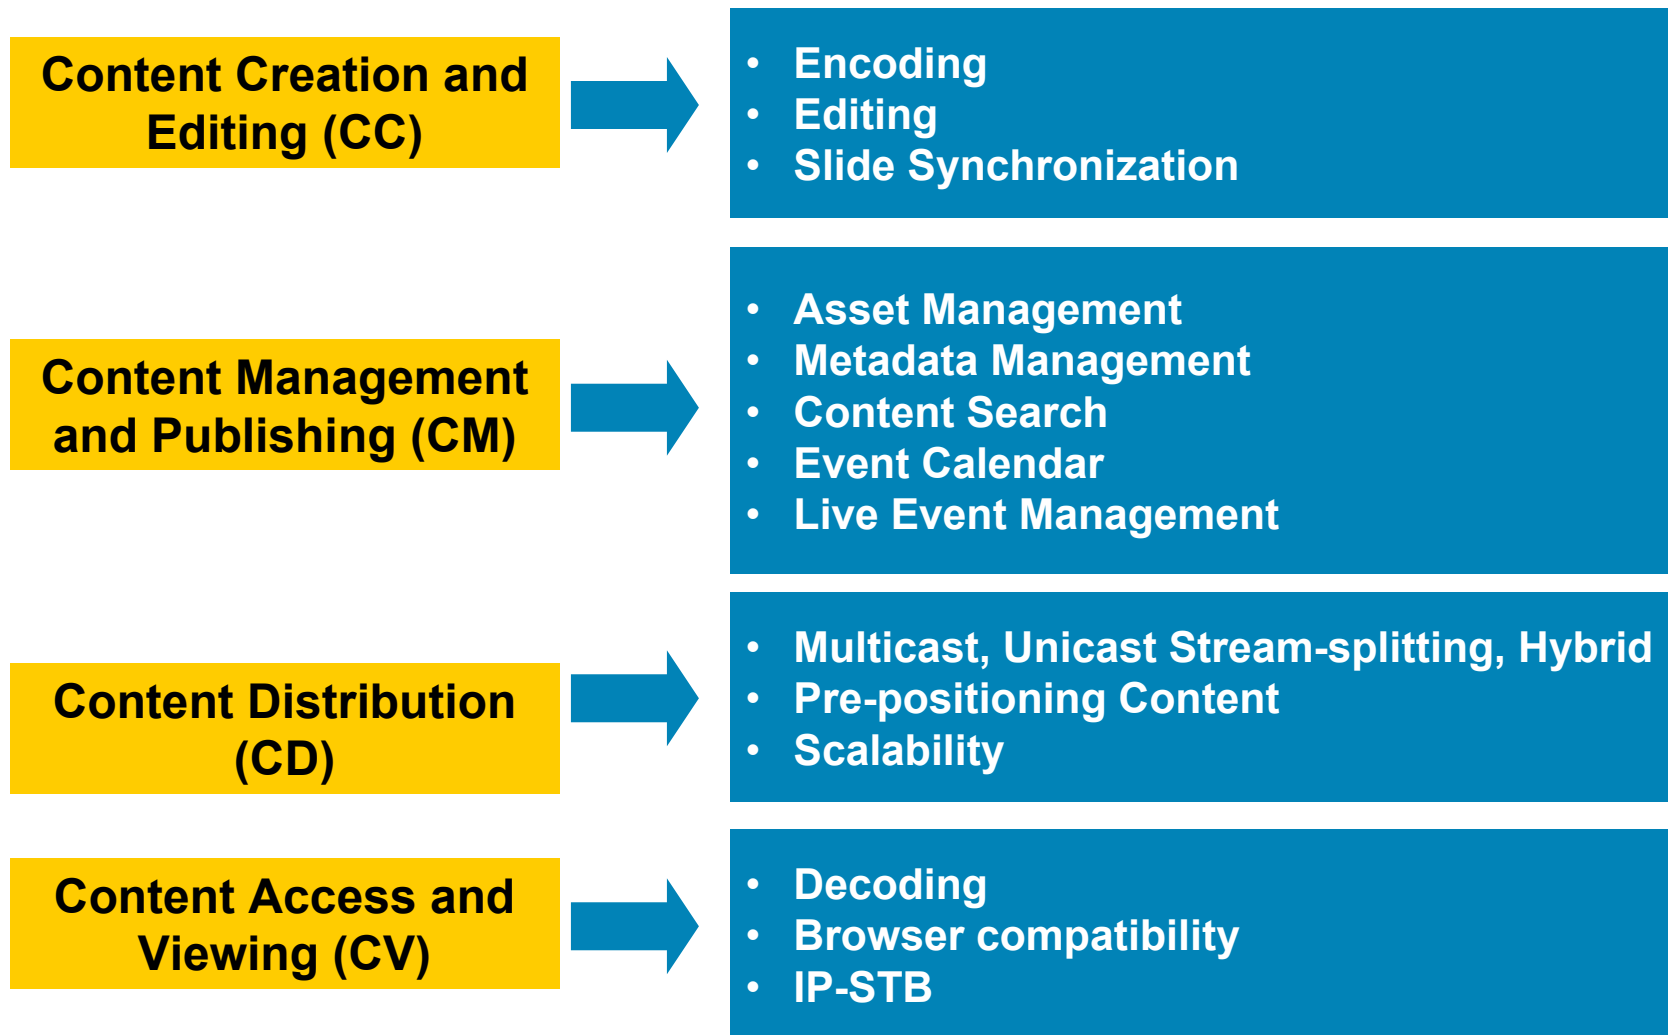 Content Creation and
Editing (CC)
• Encoding
• Editing
• Slide Synchronization
Content Management
and Publishing (CM)
• Asset Management
• Metadata Management
• Content Search
• Event Calendar
• Live Event Management
Content Distribution
(CD)
• Multicast, Unicast Stream-splitting, Hybrid
• Pre-positioning Content
• Scalability
Content Access and
Viewing (CV)
• Decoding
• Browser compatibility
• IP-STB